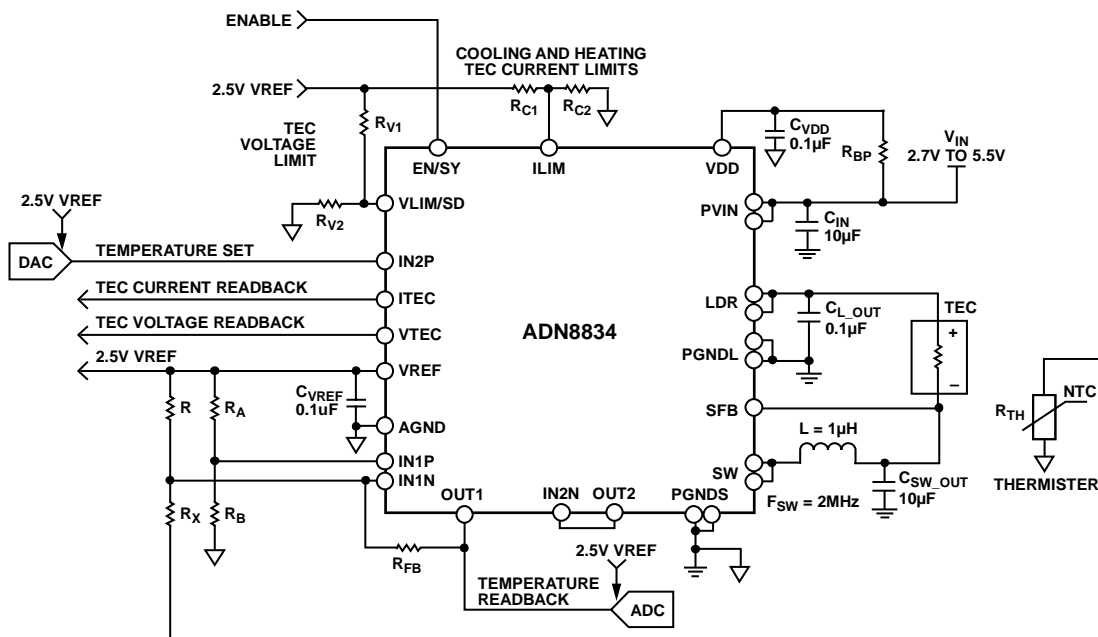 ENABLE
COOLING AND HEATING
TEC CURRENT LIMITS
2.5V VREF
RC1
RC2
RV1
TEC
VOLTAGE
LIMIT
CVDD
0.1µF
RBP
VIN
2.7V TO 5.5V
EN/SY
ILIM
VDD
2.5V VREF
RV2
VLIM/SD
PVIN
CIN
10µF
DAC
TEMPERATURE SET
IN2P
TEC CURRENT READBACK
ITEC
LDR
CL_OUT
0.1µF
TEC
+
–
TEC VOLTAGE READBACK
VTEC
ADN8834
PGNDL
2.5V VREF
VREF
R
RA
CVREF
0.1uF
SFB
RTH
NTC
AGND
L = 1µH
IN1P
IN1N
SW
CSW_OUT
10µF
THERMISTER
OUT1
IN2N
OUT2
PGNDS
FSW = 2MHz
RX
RB
RFB
2.5V VREF
TEMPERATURE
READBACK
ADC